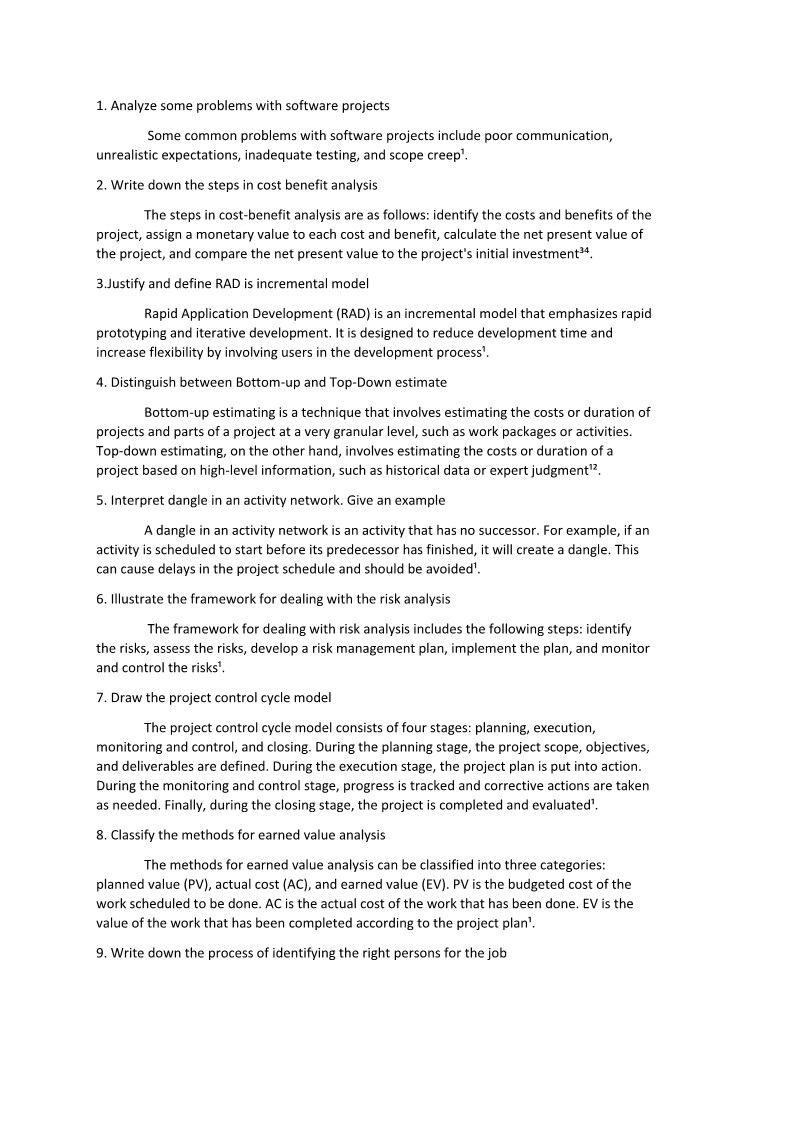 1. Analyze some problems with software projects
Some common problems with software projects include poor communication,
unrealistic expectations, inadequate testing, and scope creep¹.
2. Write down the steps in cost benefit analysis
The steps in cost-benefit analysis are as follows: identify the costs and benefits of the
project, assign a monetary value to each cost and benefit, calculate the net present value of
the project, and compare the net present value to the project's initial investment³⁴.
3.Justify and define RAD is incremental model
Rapid Application Development (RAD) is an incremental model that emphasizes rapid
prototyping and iterative development. It is designed to reduce development time and
increase flexibility by involving users in the development process¹.
4. Distinguish between Bottom-up and Top-Down estimate
Bottom-up estimating is a technique that involves estimating the costs or duration of
projects and parts of a project at a very granular level, such as work packages or activities.
Top-down estimating, on the other hand, involves estimating the costs or duration of a
project based on high-level information, such as historical data or expert judgment¹².
5. Interpret dangle in an activity network. Give an example
A dangle in an activity network is an activity that has no successor. For example, if an
activity is scheduled to start before its predecessor has finished, it will create a dangle. This
can cause delays in the project schedule and should be avoided¹.
6. Illustrate the framework for dealing with the risk analysis
The framework for dealing with risk analysis includes the following steps: identify
the risks, assess the risks, develop a risk management plan, implement the plan, and monitor
and control the risks¹.
7. Draw the project control cycle model
The project control cycle model consists of four stages: planning, execution,
monitoring and control, and closing. During the planning stage, the project scope, objectives,
and deliverables are defined. During the execution stage, the project plan is put into action.
During the monitoring and control stage, progress is tracked and corrective actions are taken
as needed. Finally, during the closing stage, the project is completed and evaluated¹.
8. Classify the methods for earned value analysis
The methods for earned value analysis can be classified into three categories:
planned value (PV), actual cost (AC), and earned value (EV). PV is the budgeted cost of the
work scheduled to be done. AC is the actual cost of the work that has been done. EV is the
value of the work that has been completed according to the project plan¹.
9. Write down the process of identifying the right persons for the job